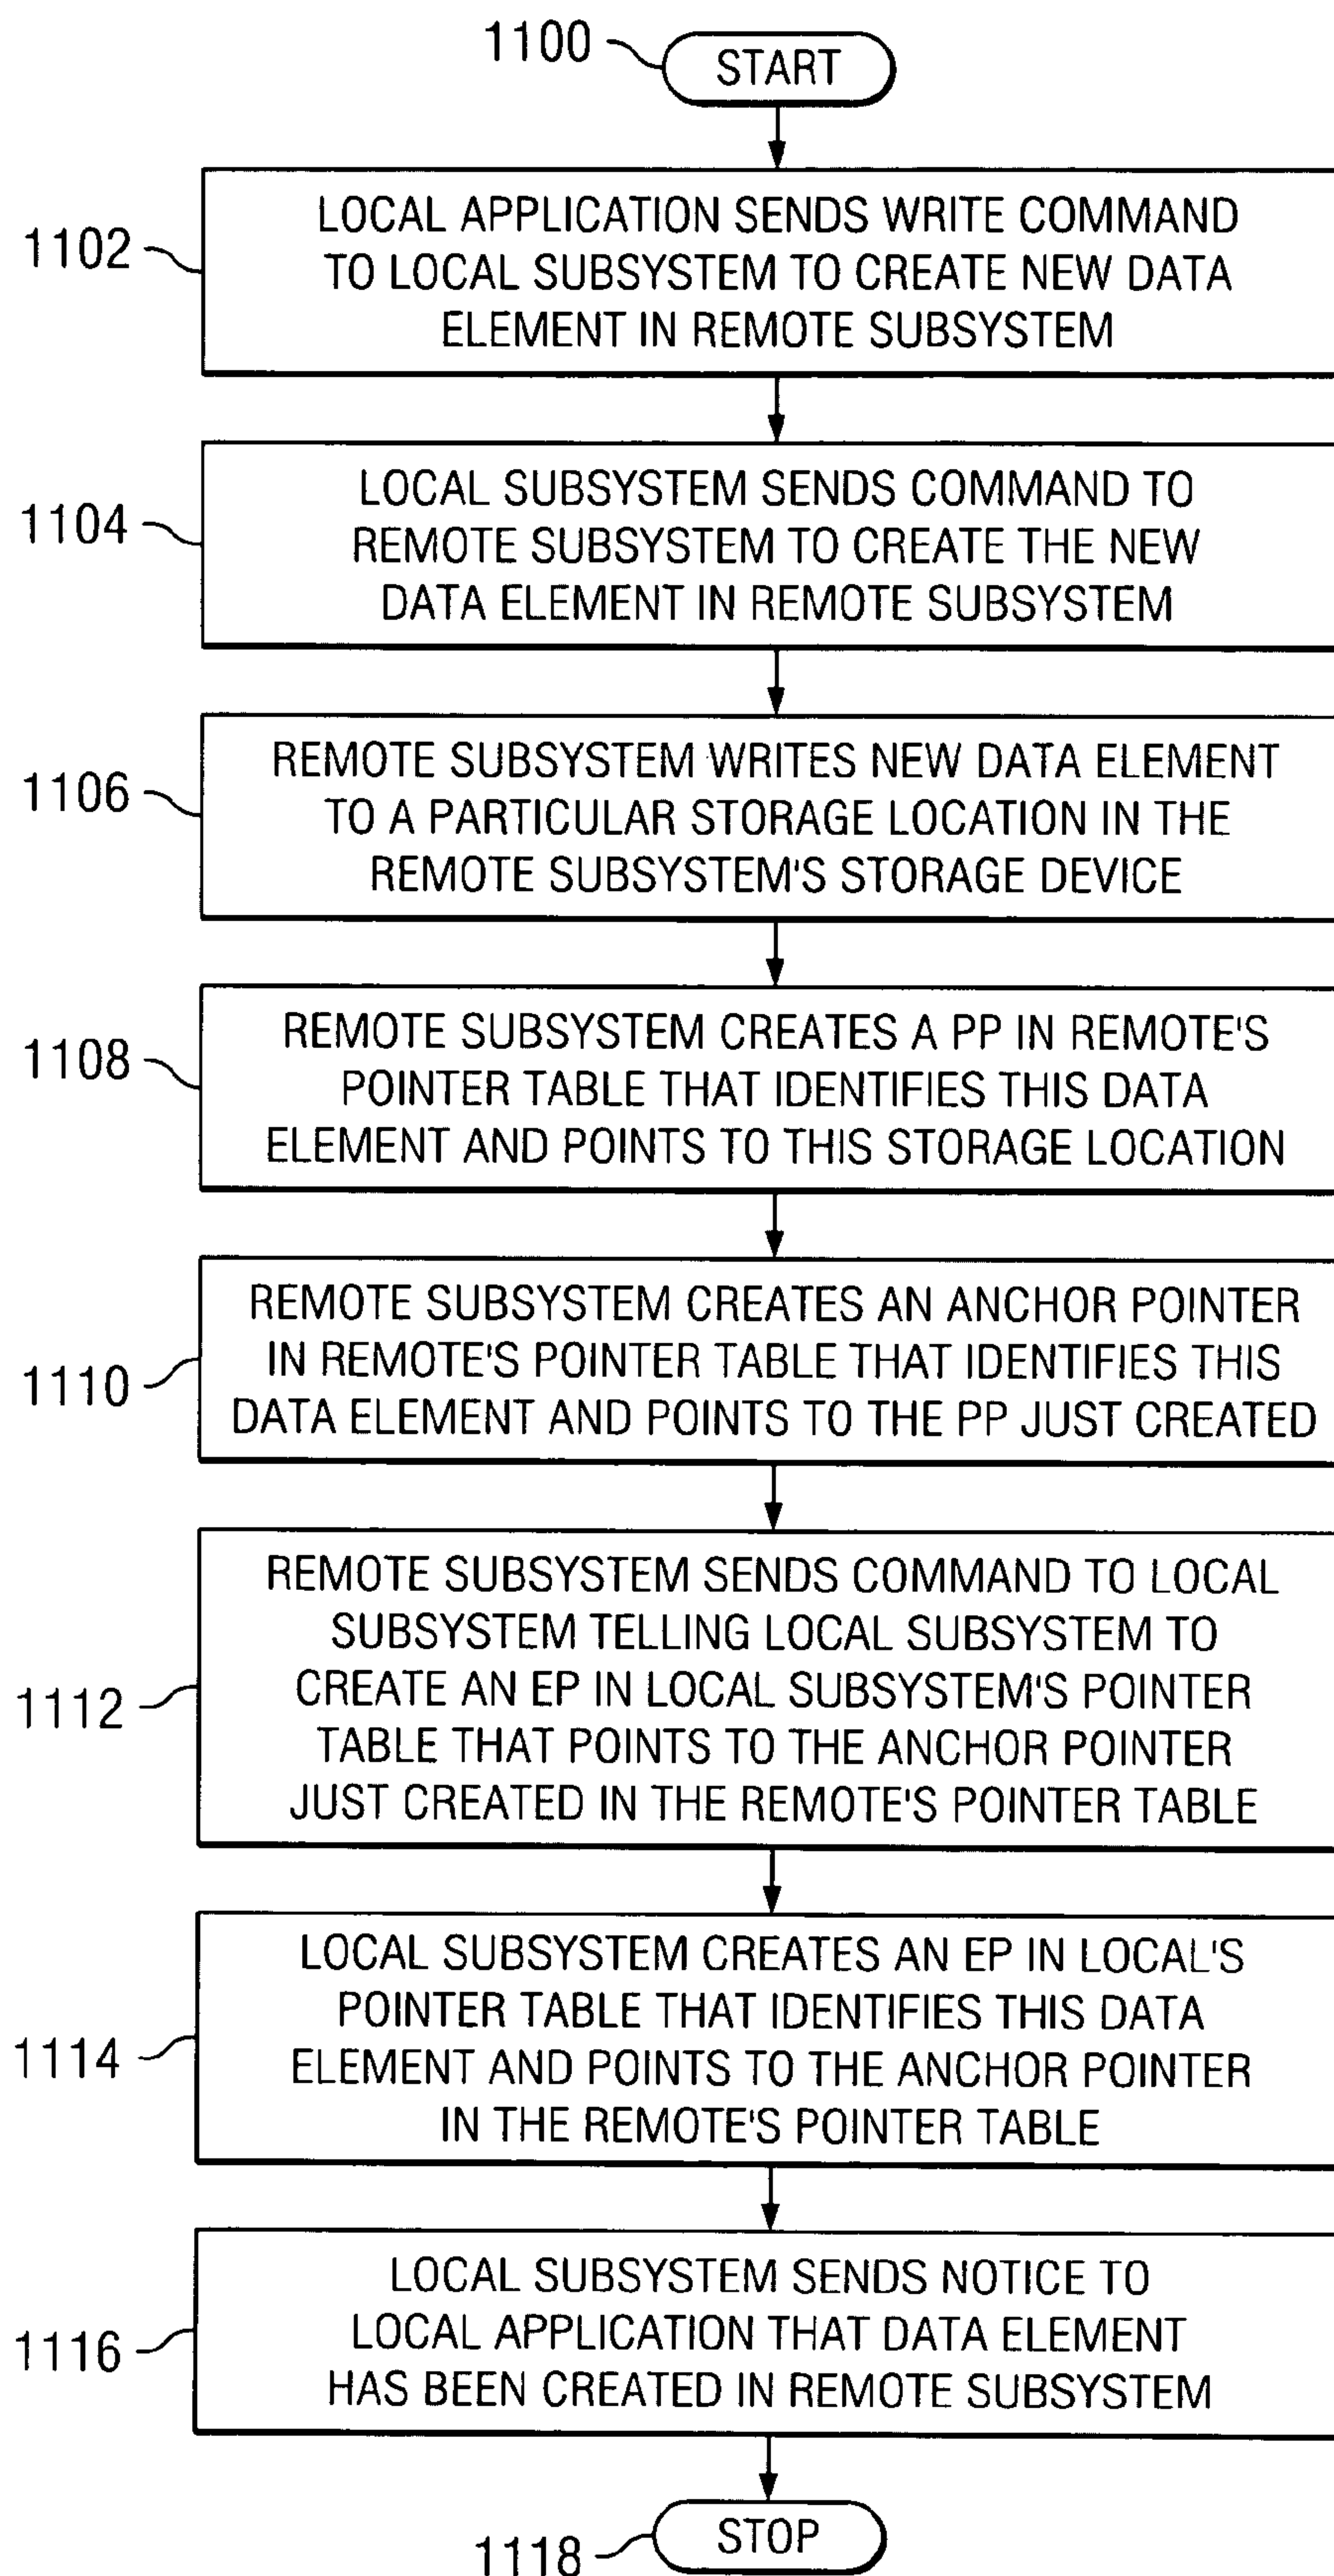 1100
START
1102
LOCAL APPLICATION SENDS WRITE COMMAND
TO LOCAL SUBSYSTEM TO CREATE NEW DATA
ELEMENT IN REMOTE SUBSYSTEM
1104
LOCAL SUBSYSTEM SENDS COMMAND TO
REMOTE SUBSYSTEM TO CREATE THE NEW
DATA ELEMENT IN REMOTE SUBSYSTEM
1106
REMOTE SUBSYSTEM WRITES NEW DATA ELEMENT
TO A PARTICULAR STORAGE LOCATION IN THE
REMOTE SUBSYSTEM'S STORAGE DEVICE
1108
REMOTE SUBSYSTEM CREATES A PP IN REMOTE'S
POINTER TABLE THAT IDENTIFIES THIS DATA
ELEMENT AND POINTS TO THIS STORAGE LOCATION
1110
REMOTE SUBSYSTEM CREATES AN ANCHOR POINTER
IN REMOTE'S POINTER TABLE THAT IDENTIFIES THIS
DATA ELEMENT AND POINTS TO THE PP JUST CREATED
1112
REMOTE SUBSYSTEM SENDS COMMAND TO LOCAL
SUBSYSTEM TELLING LOCAL SUBSYSTEM TO
CREATE AN EP IN LOCAL SUBSYSTEM'S POINTER
TABLE THAT POINTS TO THE ANCHOR POINTER
JUST CREATED IN THE REMOTE'S POINTER TABLE
1114
LOCAL SUBSYSTEM CREATES AN EP IN LOCAL'S
POINTER TABLE THAT IDENTIFIES THIS DATA
ELEMENT AND POINTS TO THE ANCHOR POINTER
IN THE REMOTE'S POINTER TABLE
1116
LOCAL SUBSYSTEM SENDS NOTICE TO
LOCAL APPLICATION THAT DATA ELEMENT
HAS BEEN CREATED IN REMOTE SUBSYSTEM
1118
STOP